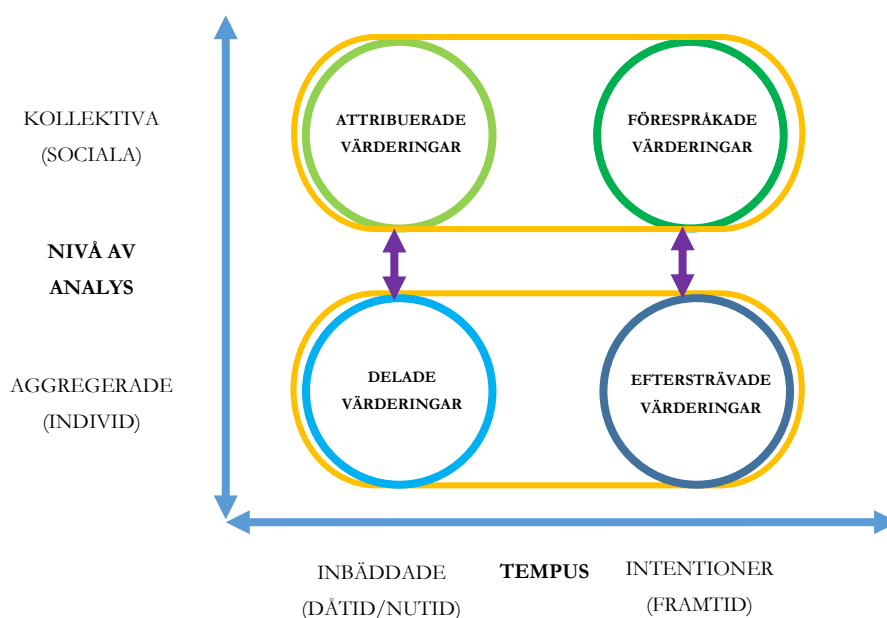 KOLLEKTIVA
(SOCIALA)
ATTRIBUERADE
VÄRDERINGAR
FÖRESPRÅKADE
VÄRDERINGAR
NIVÅ AV
ANALYS
AGGREGERADE
(INDIVID)
DELADE
VÄRDERINGAR
EFTERSTRÄVADE
VÄRDERINGAR
INBÄDDADE
(DÅTID/NUTID)
TEMPUS
INTENTIONER
(FRAMTID)